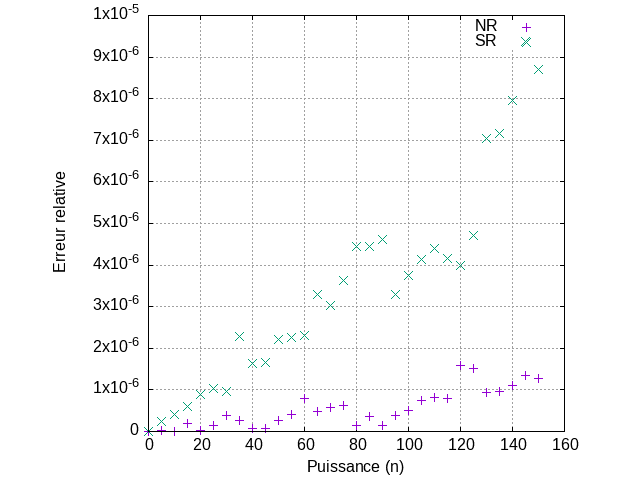 1x10⁻⁵
9x10⁻⁶
8x10⁻⁶
7x10⁻⁶
6x10⁻⁶
5x10⁻⁶
4x10⁻⁶
3x10⁻⁶
2x10⁻⁶
1x10⁻⁶
0
Erreur relative
NR
SR
0 20 40 60 80 100 120 140 160
Puissance (n)